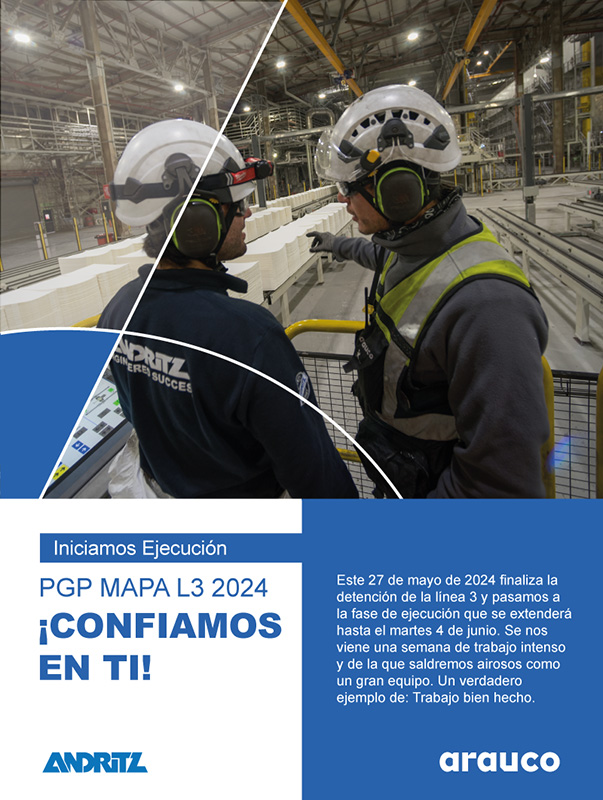 ANDRITZ
ENGINEERED SUCCESS
Iniciamos Ejecución
PGP MAPA L3 2024
¡CONFIAMOS
EN TI!
Este 27 de mayo de 2024 finaliza la
detención de la línea 3 y pasamos a
la fase de ejecución que se extenderá
hasta el martes 4 de junio. Se nos
viene una semana de trabajo intenso
y de la que saldremos airosos como
un gran equipo. Un verdadero
ejemplo de: Trabajo bien hecho.
ANDRITZ
arauco